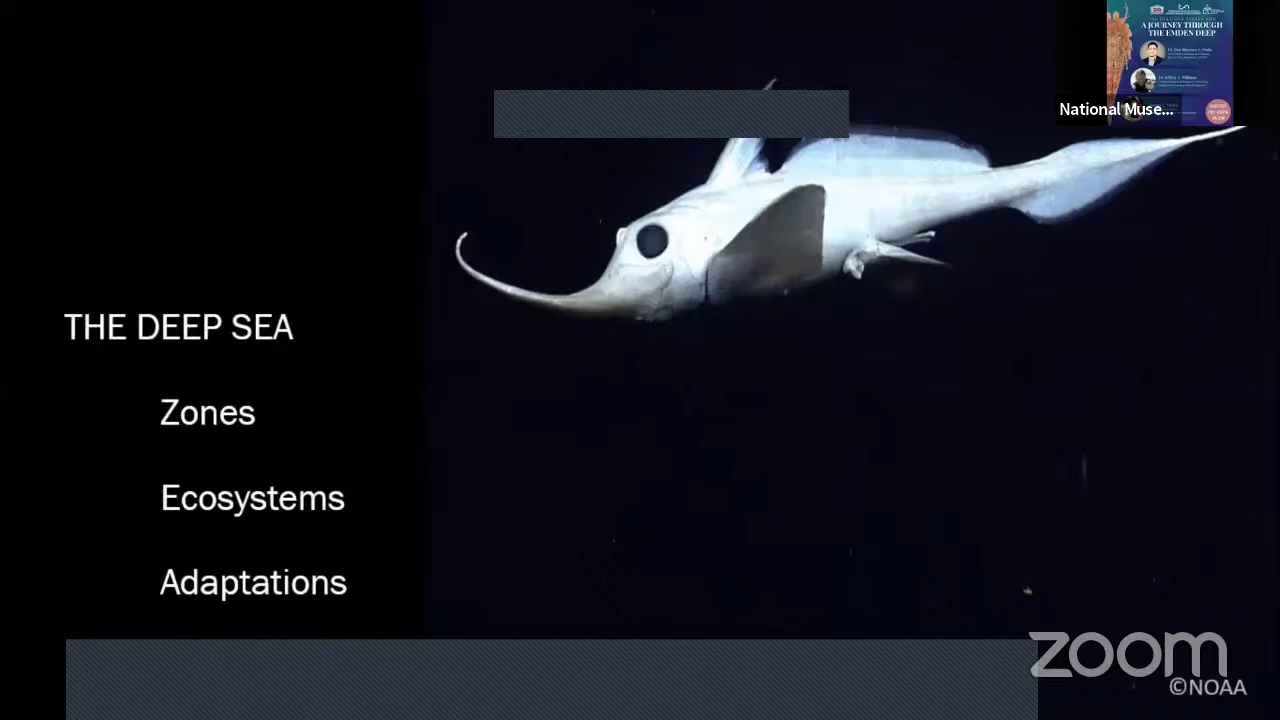 A JOURNEY THROUGH
THE EMDEN DEEP
National Muse...
THE DEEP SEA
Zones
Ecosystems
Adaptations
zoom
©NOAA